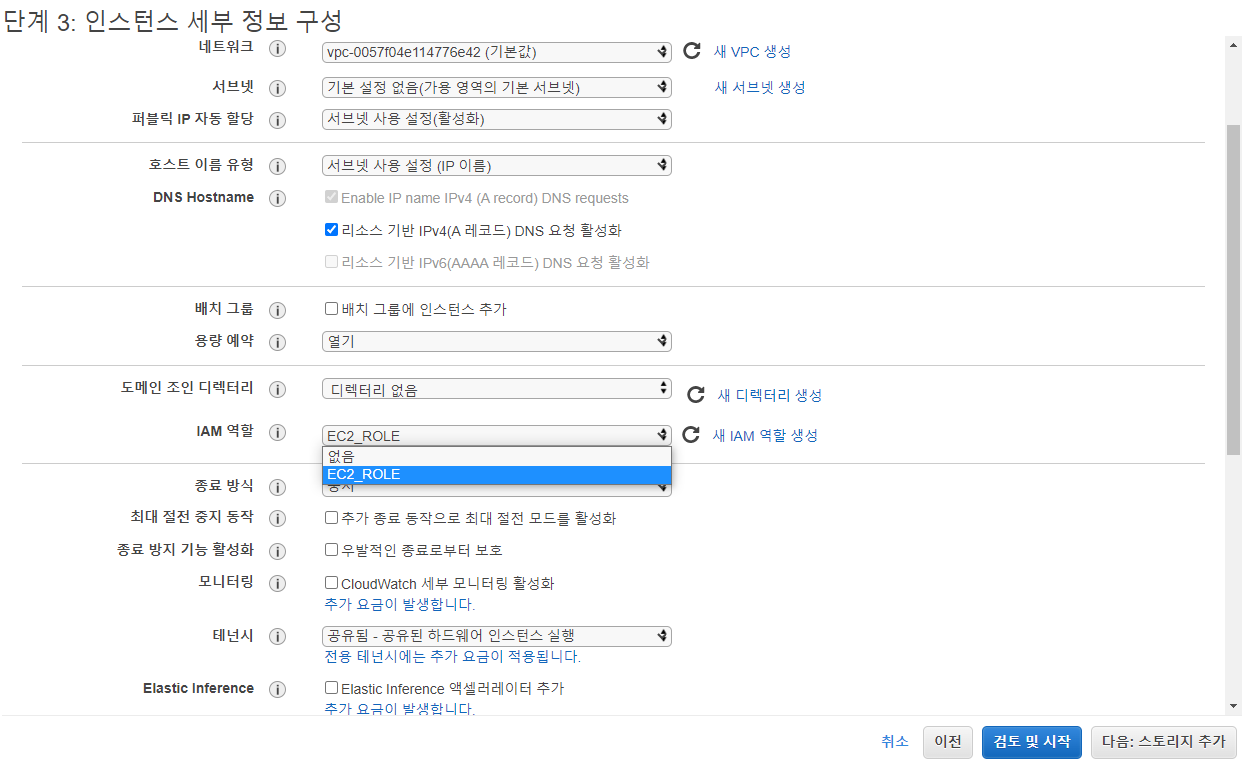 단계 3: 인스턴스 세부 정보 구성
네트워크 i vpc-0057f04e114776e42 (기본값) 새 VPC 생성
서브넷 i 기본 설정 없음(가용 영역의 기본 서브넷) 새 서브넷 생성
퍼블릭 IP 자동 할당 i 서브넷 사용 설정(활성화)
호스트 이름 유형 i 서브넷 사용 설정 (IP 이름)
DNS Hostname i Enable IP name IPv4 (A record) DNS requests
리소스 기반 IPv4(A 레코드) DNS 요청 활성화
리소스 기반 IPv6(AAAA 레코드) DNS 요청 활성화
배치 그룹 i 배치 그룹에 인스턴스 추가
용량 예약 i 열기
도메인 조인 디렉터리 i 디렉터리 없음 새 디렉터리 생성
IAM 역할 i EC2_ROLE 새 IAM 역할 생성
없음
EC2_ROLE
종료 방식 i
최대 절전 중지 동작 i 추가 종료 동작으로 최대 절전 모드를 활성화
종료 방지 기능 활성화 i 우발적인 종료로부터 보호
모니터링 i CloudWatch 세부 모니터링 활성화
추가 요금이 발생합니다.
테넌시 i 공유됨 - 공유된 하드웨어 인스턴스 실행
전용 테넌시에는 추가 요금이 적용됩니다.
Elastic Inference i Elastic Inference 액셀러레이터 추가
추가 요금이 발생합니다.
취소 이전 검토 및 시작 다음: 스토리지 추가